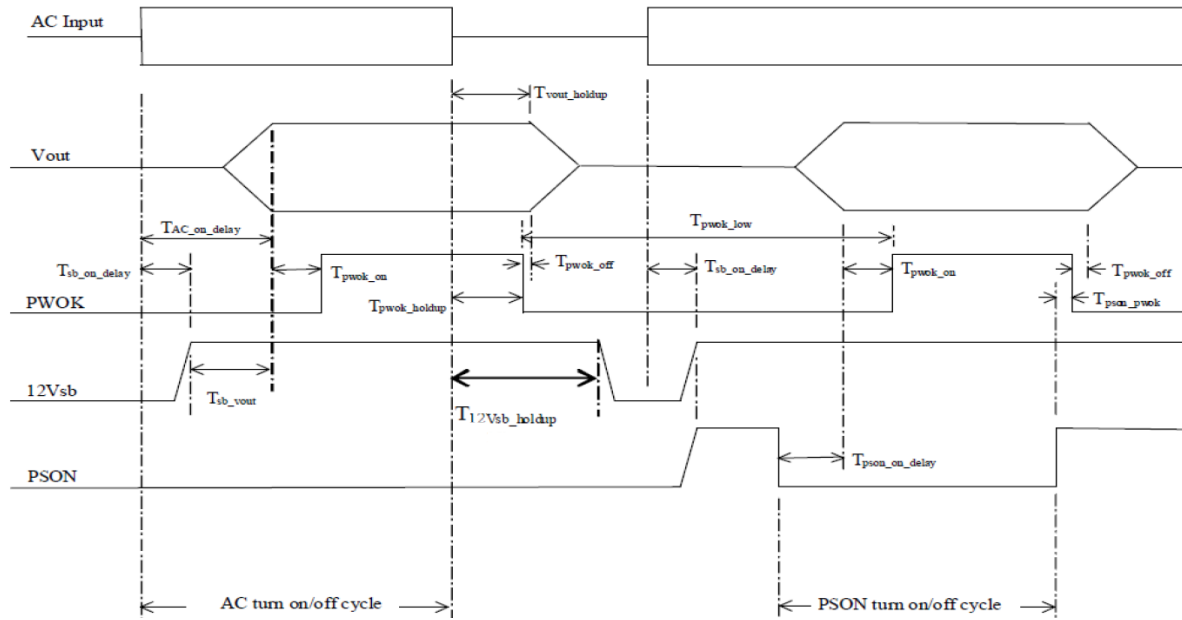 AC Input
Tvout_holdup
Vout
TAC_on_delay
Tpwok_low
Tsb_on_delay
Tpwok_on
Tpwok_off
Tsb_on_delay
Tpwok_on
Tpwok_off
PWOK
Tpwok_holdup
Tpson_pwok
12Vsb
Tsb_vout
T12Vsb_holdup
Tpson_on_delay
PSON
AC turn on/off cycle
PSON turn on/off cycle